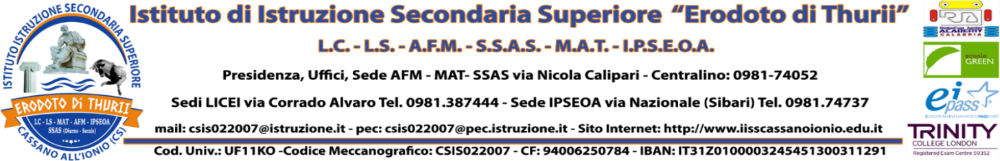 Istituto di Istruzione Secondaria Superiore “Erodoto di Thurii”
L.C. - L.S. - A.F.M. - S.S.A.S. - M.A.T. - I.P.S.E.O.A.
Presidenza, Uffici, Sede AFM - MAT- SSAS via Nicola Calipari - Centralino: 0981-74052
Sedi LICEI via Corrado Alvaro Tel. 0981.387444 - Sede IPSEOA via Nazionale (Sibari) Tel. 0981.74737
mail: csis022007@istruzione.it - pec: csis022007@pec.istruzione.it - Sito Internet: http://www.iisscassanoionio.edu.it
Cod. Univ.: UF11KO -Codice Meccanografico: CSIS022007 - CF: 94006250784 - IBAN: IT31Z0100003245451300311291
ISTITUTO ISTRUZIONE SECONDARIA SUPERIORE
ERODOTO Di THURII
LC - LS - MAT - AFM - IPSEOA
SSAS (Diurno - Serale)
CASSANO ALL'IONIO (CS)
RoboCup Junior
ACADEMY
CALABRIA
scuole
GREEN
ei
pass
EUROPEAN INFORMATICS PASSPORT
TRINITY
COLLEGE LONDON
Registered Exam Centre 59352